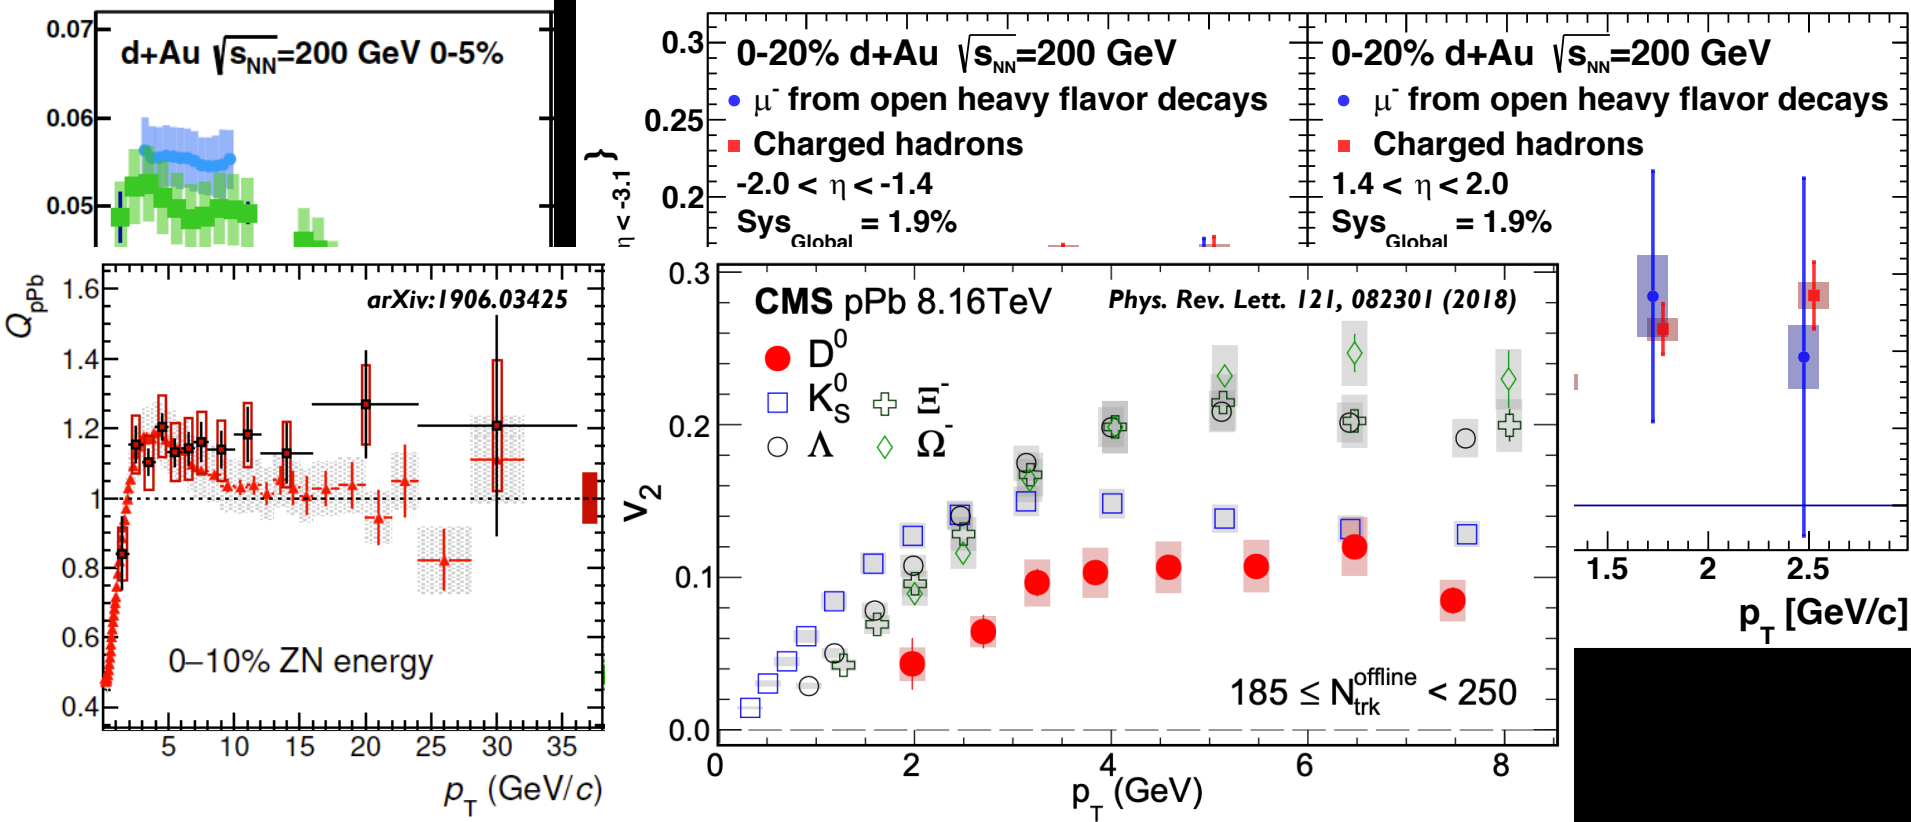 0.07
0.06
0.05
d+Au √sNN=200 GeV 0-5%
η < -3.1 }
0.3
0.25
0.2
0-20% d+Au √sNN=200 GeV
μ- from open heavy flavor decays
Charged hadrons
-2.0 < η < -1.4
SysGlobal = 1.9%
0-20% d+Au √sNN=200 GeV
μ- from open heavy flavor decays
Charged hadrons
1.4 < η < 2.0
SysGlobal = 1.9%
1.5 2 2.5
pT [GeV/c]
QpPb
1.6
1.4
1.2
1
0.8
0.6
0.4
arXiv:1906.03425
0–10% ZN energy
5 10 15 20 25 30 35
pT (GeV/c)
v2
0.3
0.2
0.1
0.0
CMS pPb 8.16TeV
Phys. Rev. Lett. 121, 082301 (2018)
D0
K0S Ξ-
Λ Ω-
185 ≤ Nofflinetrk < 250
0 2 4 6 8
pT (GeV)